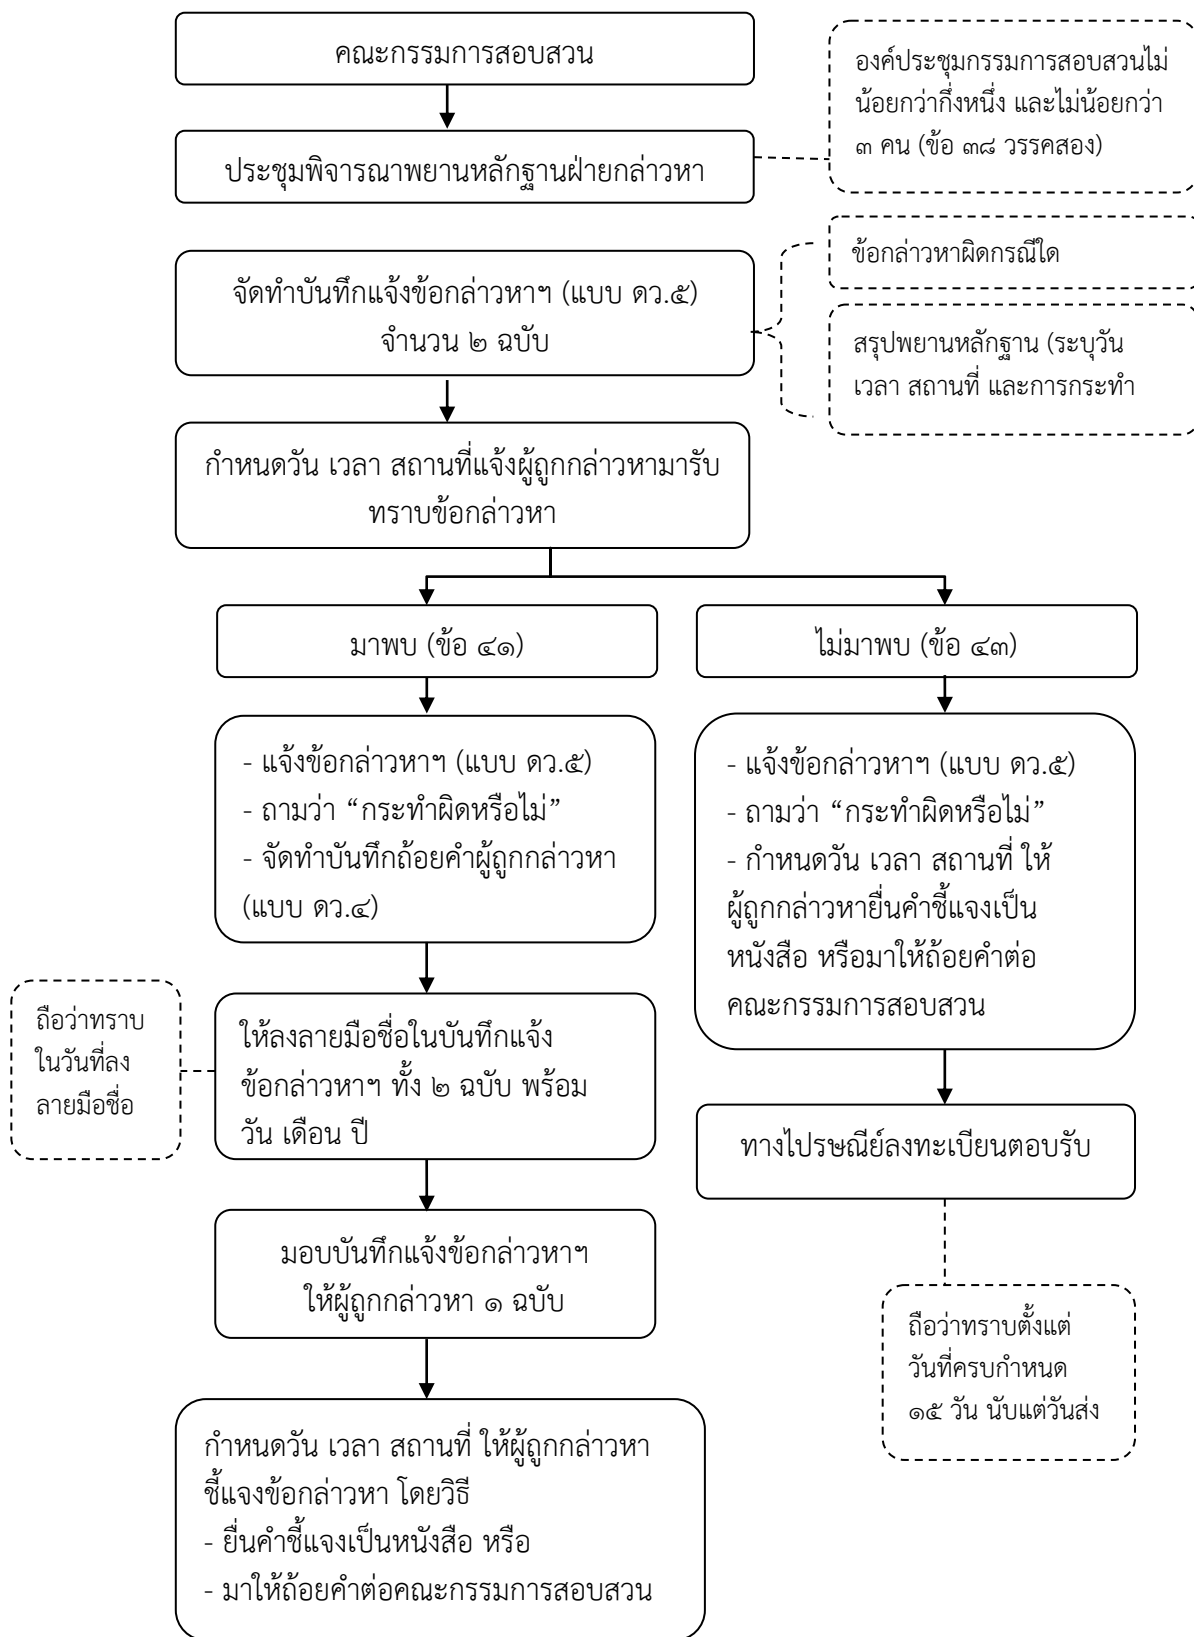 คณะกรรมการสอบสวน
องค์ประชุมกรรมการสอบสวนไม่
น้อยกว่ากึ่งหนึ่ง และไม่น้อยกว่า
๓ คน (ข้อ ๓๘ วรรคสอง)
ประชุมพิจารณาพยานหลักฐานฝ่ายกล่าวหา
ข้อกล่าวหาผิดกรณีใด
จัดทำบันทึกแจ้งข้อกล่าวหาฯ (แบบ ดว.๕)
จำนวน ๒ ฉบับ
สรุปพยานหลักฐาน (ระบุวัน
เวลา สถานที่ และการกระทำ
กำหนดวัน เวลา สถานที่แจ้งผู้ถูกกล่าวหามารับ
ทราบข้อกล่าวหา
มาพบ (ข้อ ๔๑)
ไม่มาพบ (ข้อ ๔๓)
- แจ้งข้อกล่าวหาฯ (แบบ ดว.๕)
- ถามว่า “กระทำผิดหรือไม่”
- จัดทำบันทึกถ้อยคำผู้ถูกกล่าวหา
(แบบ ดว.๔)
- แจ้งข้อกล่าวหาฯ (แบบ ดว.๕)
- ถามว่า “กระทำผิดหรือไม่”
- กำหนดวัน เวลา สถานที่ ให้
ผู้ถูกกล่าวหายื่นคำชี้แจงเป็น
หนังสือ หรือมาให้ถ้อยคำต่อ
คณะกรรมการสอบสวน
ถือว่าทราบ
ในวันที่ลง
ลายมือชื่อ
ให้ลงลายมือชื่อในบันทึกแจ้ง
ข้อกล่าวหาฯ ทั้ง ๒ ฉบับ พร้อม
วัน เดือน ปี
ทางไปรษณีย์ลงทะเบียนตอบรับ
มอบบันทึกแจ้งข้อกล่าวหาฯ
ให้ผู้ถูกกล่าวหา ๑ ฉบับ
ถือว่าทราบตั้งแต่
วันที่ครบกำหนด
๑๕ วัน นับแต่วันส่ง
กำหนดวัน เวลา สถานที่ ให้ผู้ถูกกล่าวหา
ชี้แจงข้อกล่าวหา โดยวิธี
- ยื่นคำชี้แจงเป็นหนังสือ หรือ
- มาให้ถ้อยคำต่อคณะกรรมการสอบสวน